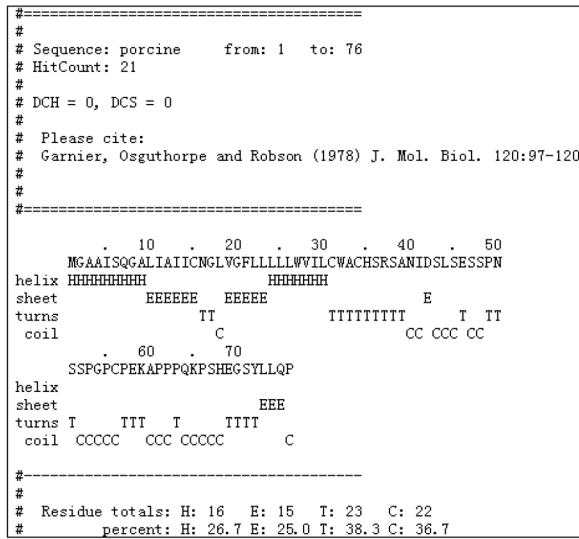 #=======================================
#
# Sequence: porcine     from: 1   to: 76
# HitCount: 21
#
# DCH = 0, DCS = 0
#
#  Please cite:
#  Garnier, Osguthorpe and Robson (1978) J. Mol. Biol. 120:97-120
#
#
#=======================================
          .   10    .   20    .   30    .   40    .   50
      MGAAISQGALIAIICNGLVGFLLLLLWVILCWACHSRSANIDSLSESSPN
helix HHHHHHHHH              HHHHHHH
sheet          EEEEEE   EEEEE                  E
turns                TT             TTTTTTTTT      T  TT
 coil                  C                     CC CCC CC
          .   60    .   70
      SSPGPCPEKAPPPQKPSHEGSYLLQP
helix
sheet                       EEE
turns T     TTT   T     TTTT
 coil  CCCCC   CCC CCCCC       C
#---------------------------------------
#
#  Residue totals: H: 16   E: 15   T: 23   C: 22
#         percent: H: 26.7 E: 25.0 T: 38.3 C: 36.7